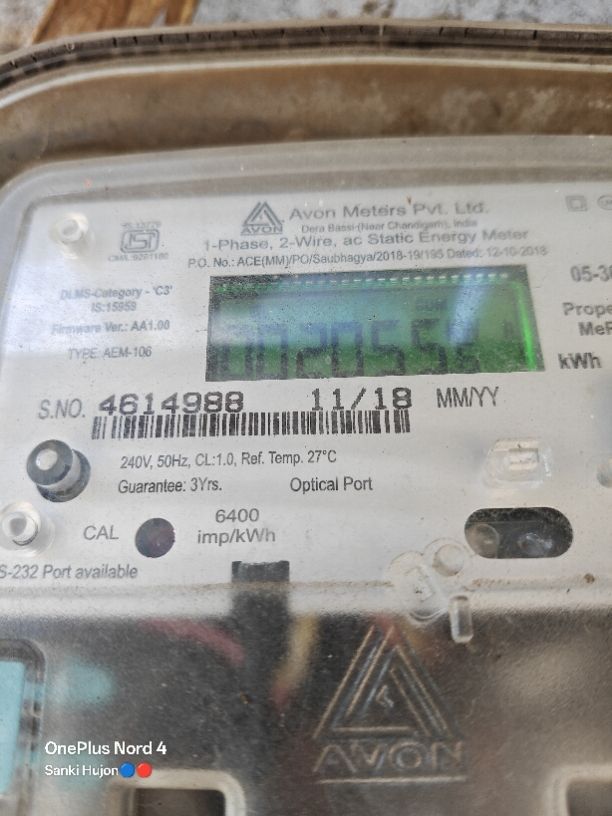 Avon Meters Pvt. Ltd.
Dera Bassi-(Near Chandigarh), India
AVON
1-Phase, 2-Wire, ac Static Energy Meter
P.O. No.: ACE(MM)/PO/Saubhagya/2018-19/195 Dated: 12-10-2018
DLMS-Category - 'C3'
IS:15959
Firmware Ver.: AA1.00
TYPE AEM-106
05-3
kWh
S.NO. 4614988 11/18 MM/YY
240V, 50Hz, CL:1.0, Ref. Temp. 27°C
Guarantee: 3Yrs. Optical Port
CAL
6400
imp/kWh
S-232 Port available
AVON
OnePlus Nord 4
Sanki Hujon